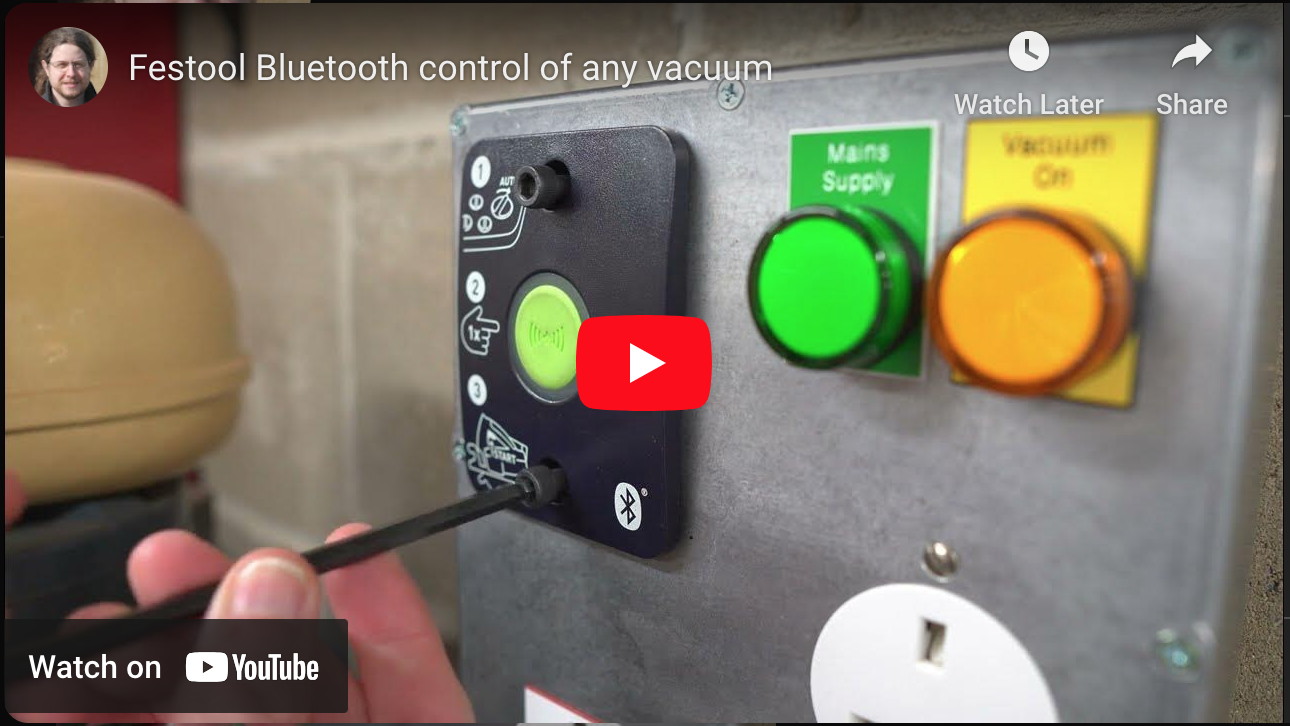 Festool Bluetooth control of any vacuum
Watch Later
Share
1
AUTO
2
1x
3
START
®
Mains
Supply
Vacuum
On
Watch on YouTube